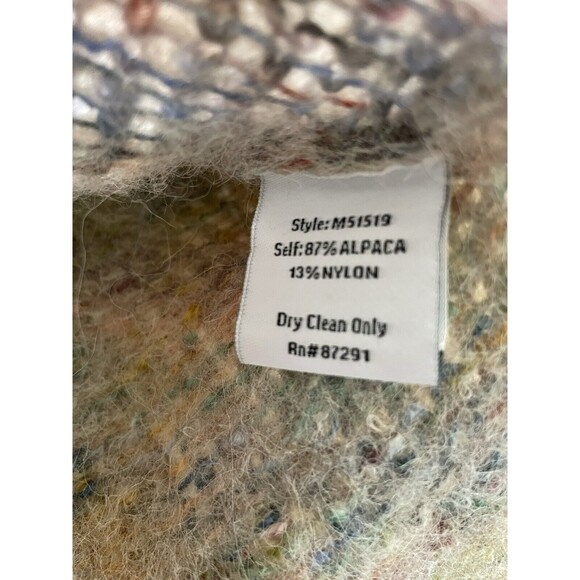 Style: M51519
Self: 87% ALPACA
13% NYLON
Dry Clean Only
Rn# 87291